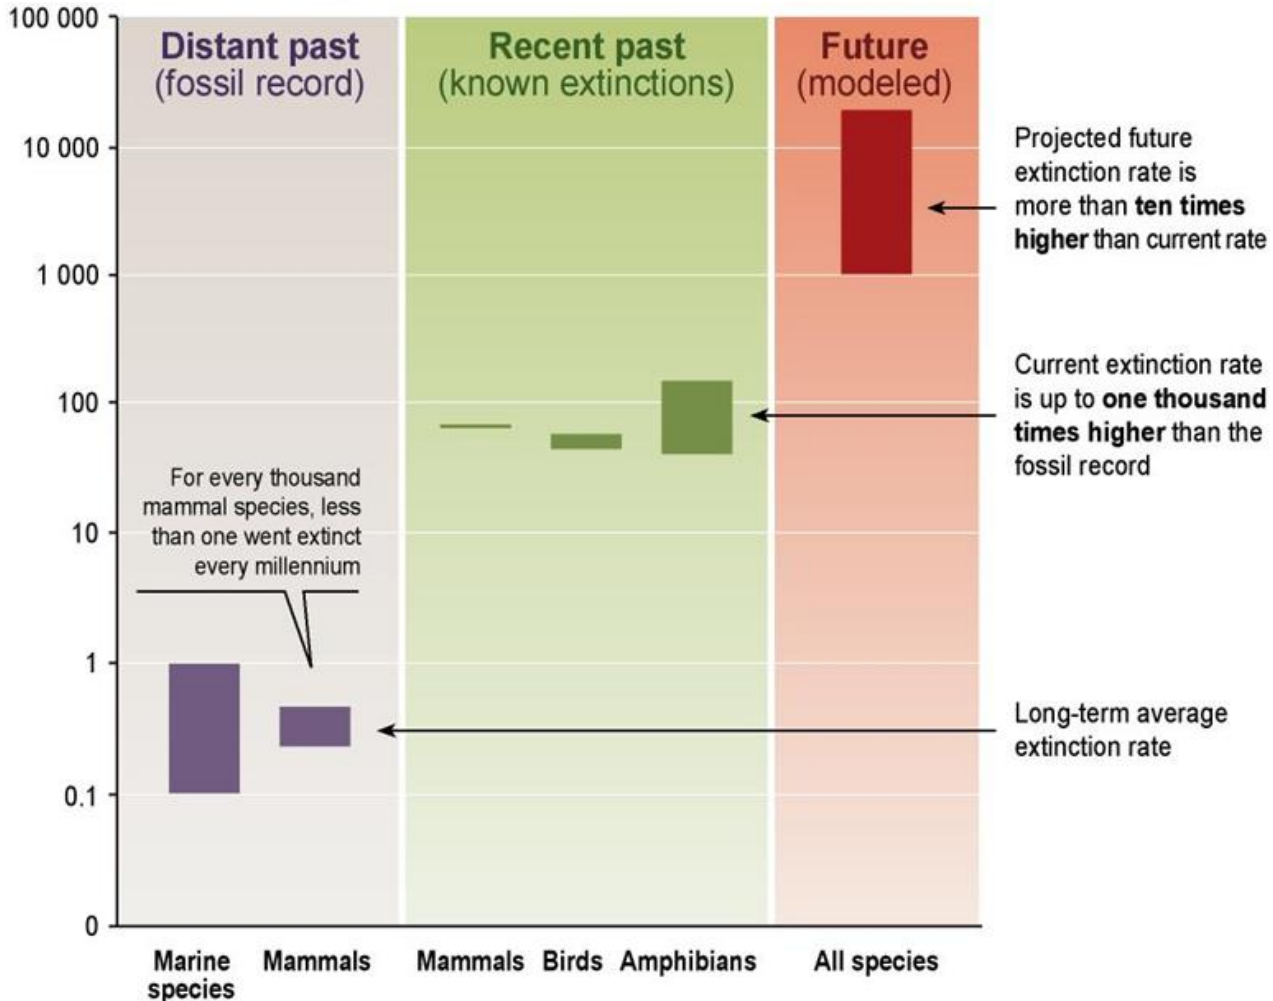 100 000
10 000
1 000
100
10
1
0.1
0
Distant past
(fossil record)
Recent past
(known extinctions)
Future
(modeled)
For every thousand
mammal species, less
than one went extinct
every millennium
Projected future
extinction rate is
more than ten times
higher than current rate
Current extinction rate
is up to one thousand
times higher than the
fossil record
Long-term average
extinction rate
Marine
species
Mammals
Mammals
Birds
Amphibians
All species